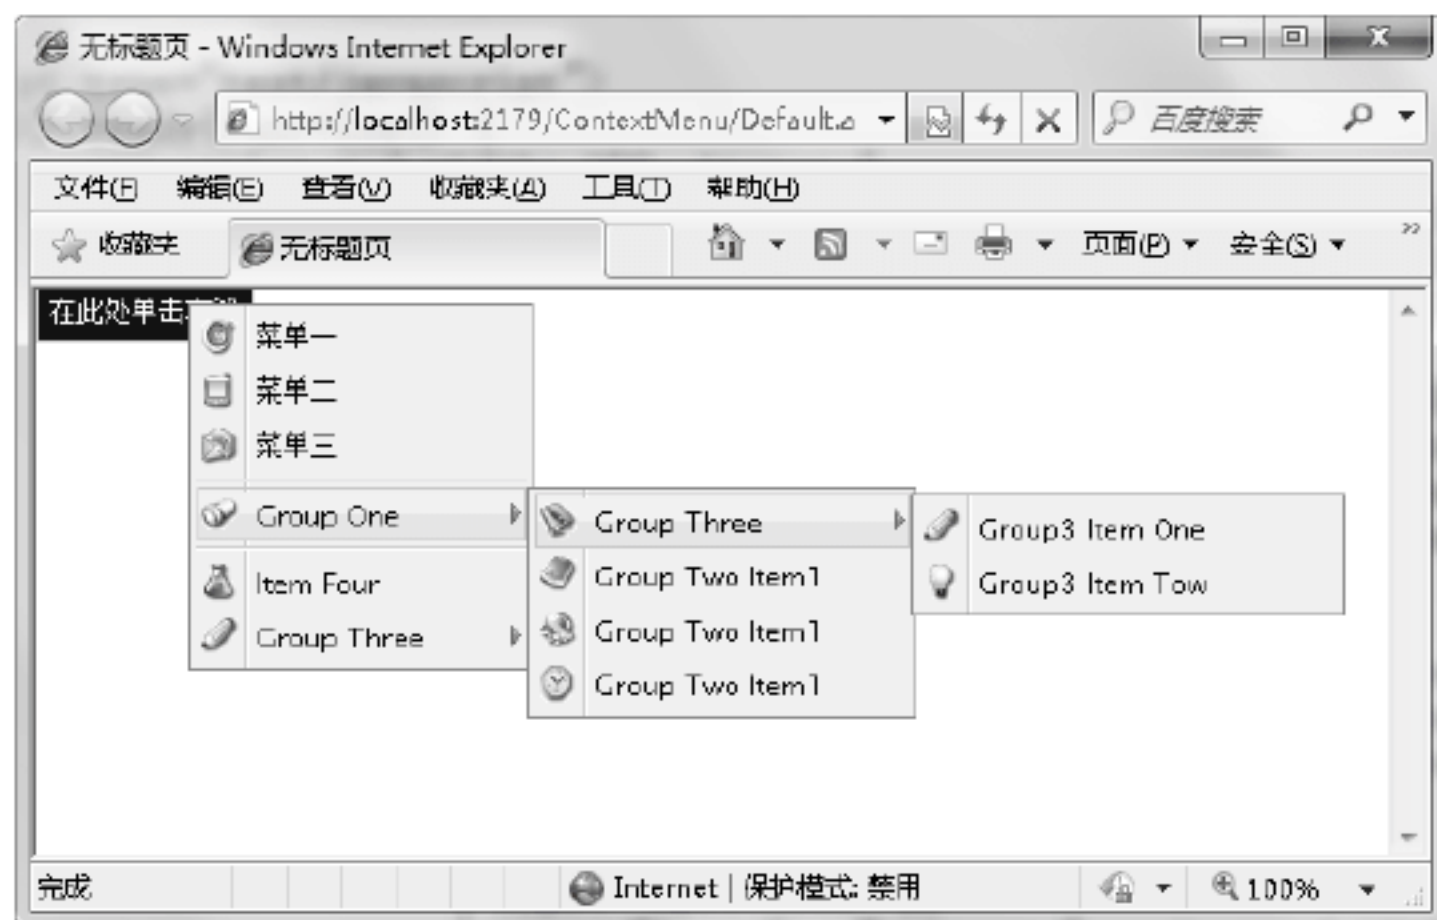 无标题页 - Windows Internet Explorer
http://localhost:2179/ContextMenu/Default.a
百度搜索
文件(F) 编辑(E) 查看(V) 收藏夹(A) 工具(T) 帮助(H)
收藏夹 无标题页 页面(P) 安全(S) »
在此处单击
菜单一
菜单二
菜单三
Group One
Item Four
Group Three
Group Three
Group Two Item1
Group Two Item1
Group Two Item1
Group3 Item One
Group3 Item Tow
完成 Internet | 保护模式: 禁用 100%